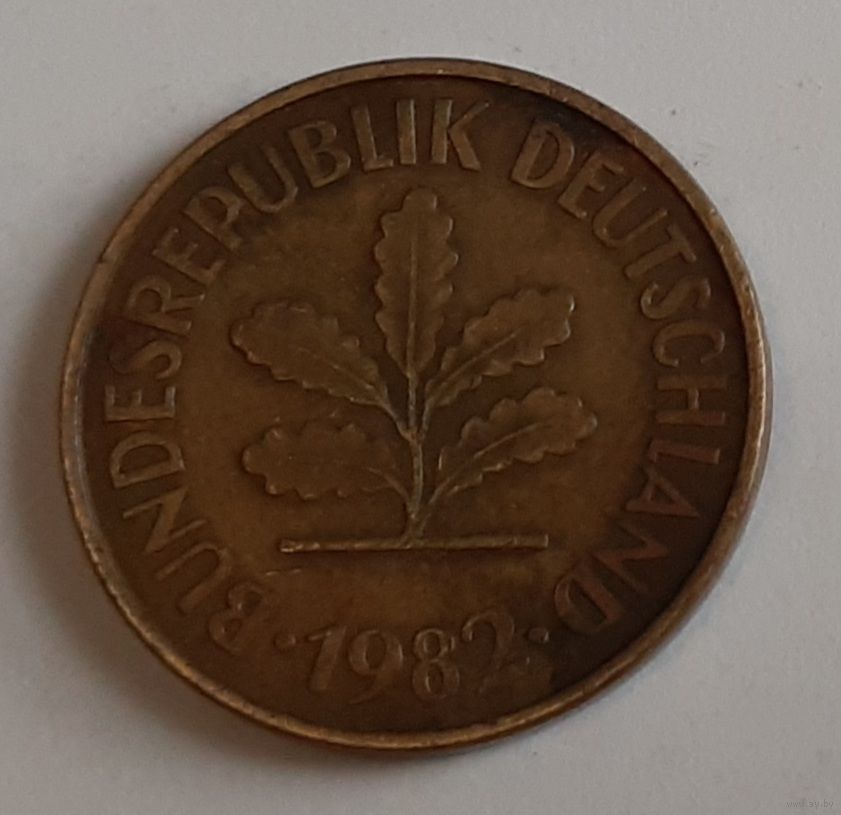 BUNDESREPUBLIK DEUTSCHLAND
·1982·